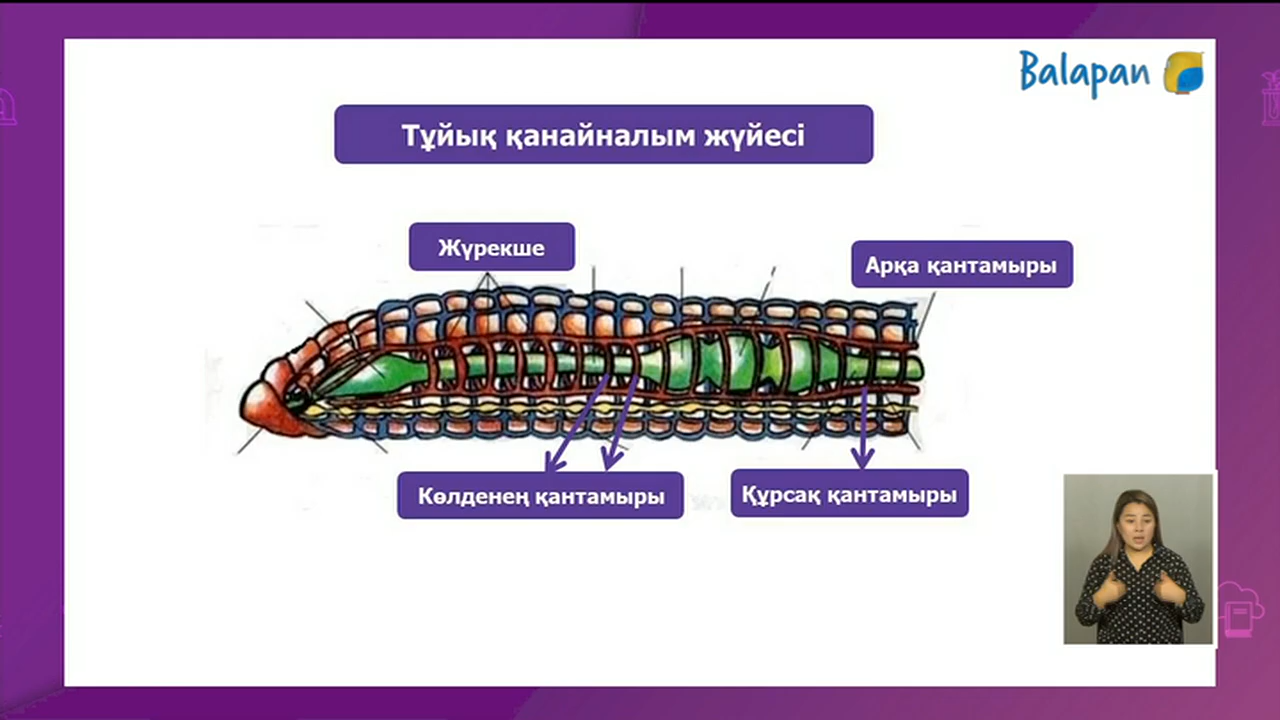 Balapan
Тұйық қанайналым жүйесі
Жүрекше
Арқа қантамыры
Көлденең қантамыры
Құрсақ қантамыры